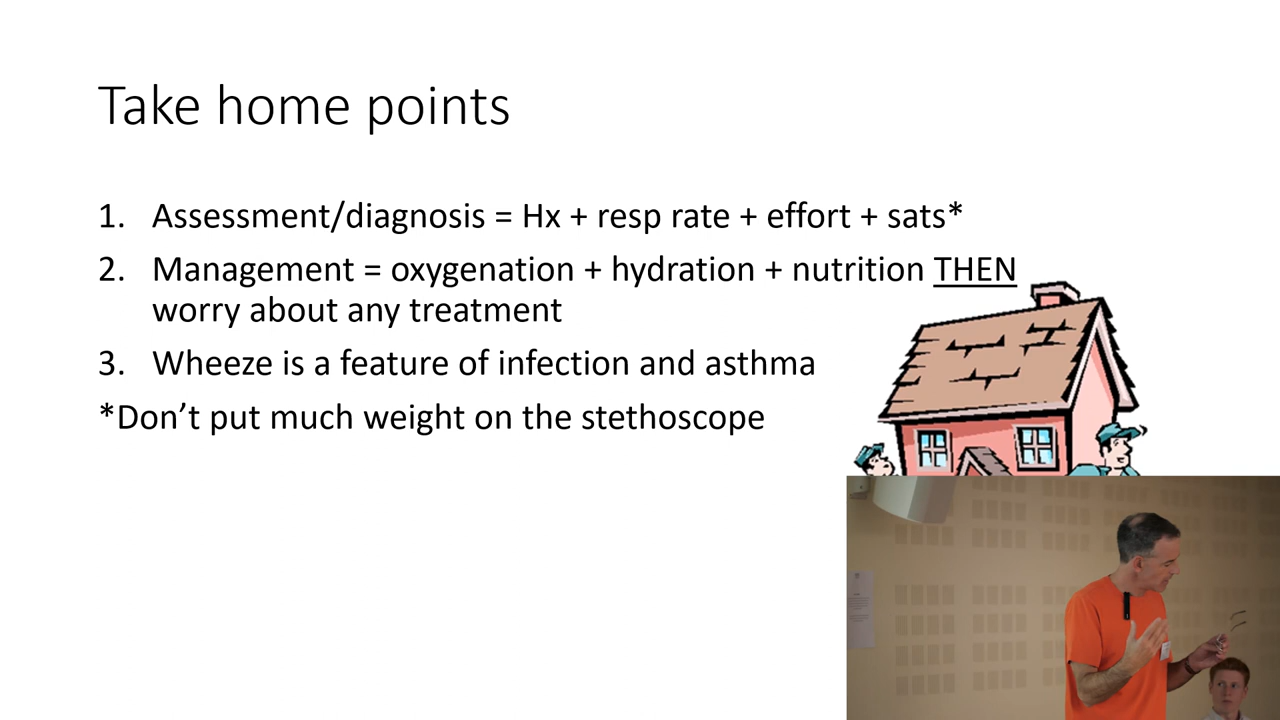 Take home points
1. Assessment/diagnosis = Hx + resp rate + effort + sats*
2. Management = oxygenation + hydration + nutrition THEN
worry about any treatment
3. Wheeze is a feature of infection and asthma
*Don’t put much weight on the stethoscope